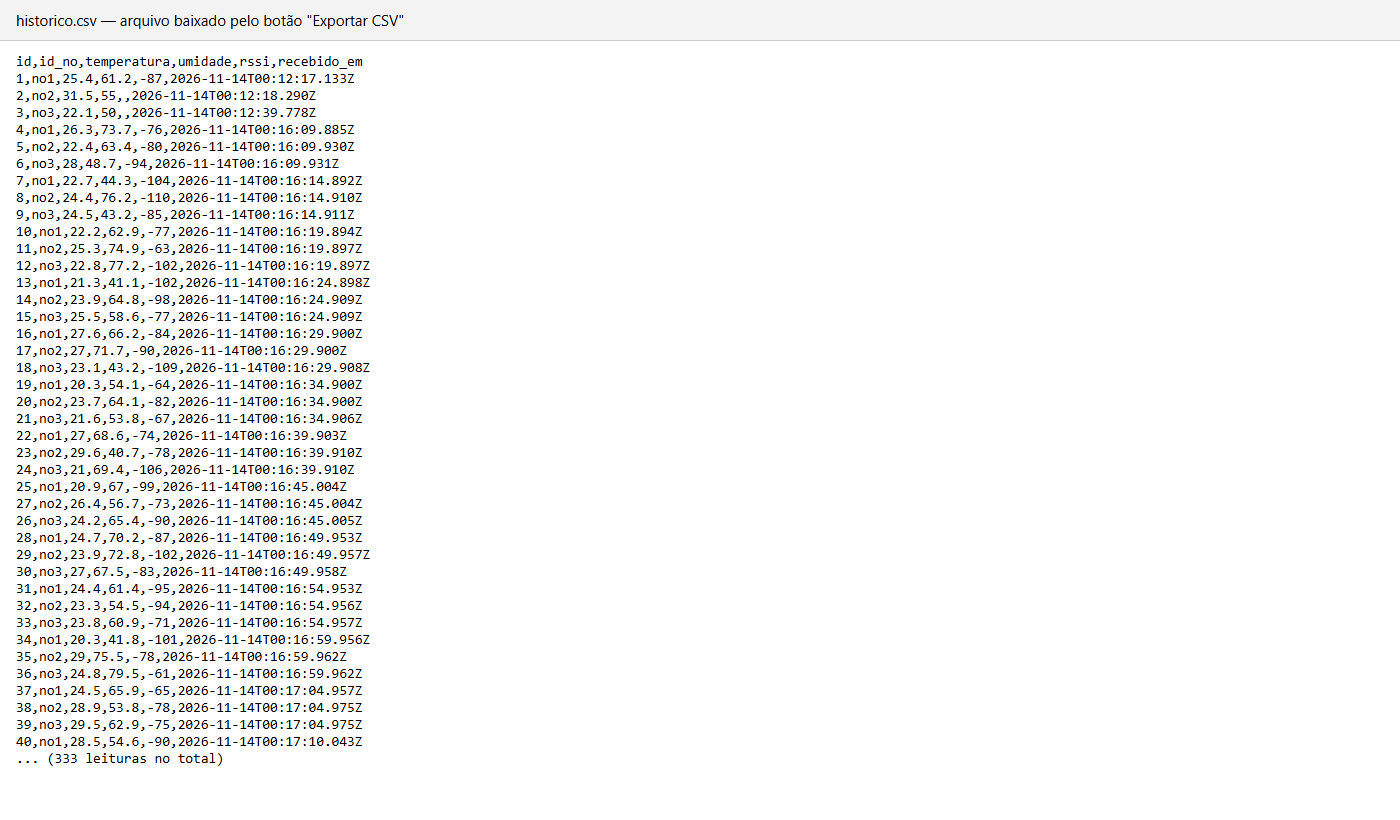 historico.csv — arquivo baixado pelo botão "Exportar CSV"
id,id_no,temperatura,umidade,rssi,recebido_em
1,no1,25.4,61.2,-87,2026-11-14T00:12:17.133Z
2,no2,31.5,55,,2026-11-14T00:12:18.290Z
3,no3,22.1,50,,2026-11-14T00:12:39.778Z
4,no1,26.3,73.7,-76,2026-11-14T00:16:09.885Z
5,no2,22.4,63.4,-80,2026-11-14T00:16:09.930Z
6,no3,28,48.7,-94,2026-11-14T00:16:09.931Z
7,no1,22.7,44.3,-104,2026-11-14T00:16:14.892Z
8,no2,24.4,76.2,-110,2026-11-14T00:16:14.910Z
9,no3,24.5,43.2,-85,2026-11-14T00:16:14.911Z
10,no1,22.2,62.9,-77,2026-11-14T00:16:19.894Z
11,no2,25.3,74.9,-63,2026-11-14T00:16:19.897Z
12,no3,22.8,77.2,-102,2026-11-14T00:16:19.897Z
13,no1,21.3,41.1,-102,2026-11-14T00:16:24.898Z
14,no2,23.9,64.8,-98,2026-11-14T00:16:24.909Z
15,no3,25.5,58.6,-77,2026-11-14T00:16:24.909Z
16,no1,27.6,66.2,-84,2026-11-14T00:16:29.900Z
17,no2,27,71.7,-90,2026-11-14T00:16:29.900Z
18,no3,23.1,43.2,-109,2026-11-14T00:16:29.908Z
19,no1,20.3,54.1,-64,2026-11-14T00:16:34.900Z
20,no2,23.7,64.1,-82,2026-11-14T00:16:34.900Z
21,no3,21.6,53.8,-67,2026-11-14T00:16:34.906Z
22,no1,27,68.6,-74,2026-11-14T00:16:39.903Z
23,no2,29.6,40.7,-78,2026-11-14T00:16:39.910Z
24,no3,21,69.4,-106,2026-11-14T00:16:39.910Z
25,no1,20.9,67,-99,2026-11-14T00:16:45.004Z
27,no2,26.4,56.7,-73,2026-11-14T00:16:45.004Z
26,no3,24.2,65.4,-90,2026-11-14T00:16:45.005Z
28,no1,24.7,70.2,-87,2026-11-14T00:16:49.953Z
29,no2,23.9,72.8,-102,2026-11-14T00:16:49.957Z
30,no3,27,67.5,-83,2026-11-14T00:16:49.958Z
31,no1,24.4,61.4,-95,2026-11-14T00:16:54.953Z
32,no2,23.3,54.5,-94,2026-11-14T00:16:54.956Z
33,no3,23.8,60.9,-71,2026-11-14T00:16:54.957Z
34,no1,20.3,41.8,-101,2026-11-14T00:16:59.956Z
35,no2,29,75.5,-78,2026-11-14T00:16:59.962Z
36,no3,24.8,79.5,-61,2026-11-14T00:16:59.962Z
37,no1,24.5,65.9,-65,2026-11-14T00:17:04.957Z
38,no2,28.9,53.8,-78,2026-11-14T00:17:04.975Z
39,no3,29.5,62.9,-75,2026-11-14T00:17:04.975Z
40,no1,28.5,54.6,-90,2026-11-14T00:17:10.043Z
... (333 leituras no total)